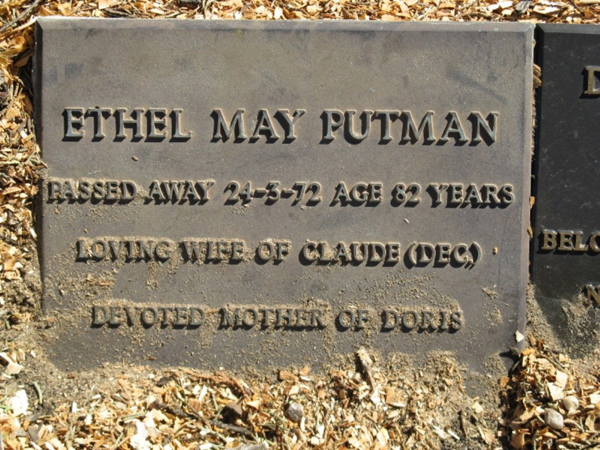 ETHEL MAY PUTMAN
PASSED AWAY 24-3-72 AGE 82 YEARS
LOVING WIFE OF CLAUDE (DEC,)
DEVOTED MOTHER OF DORIS